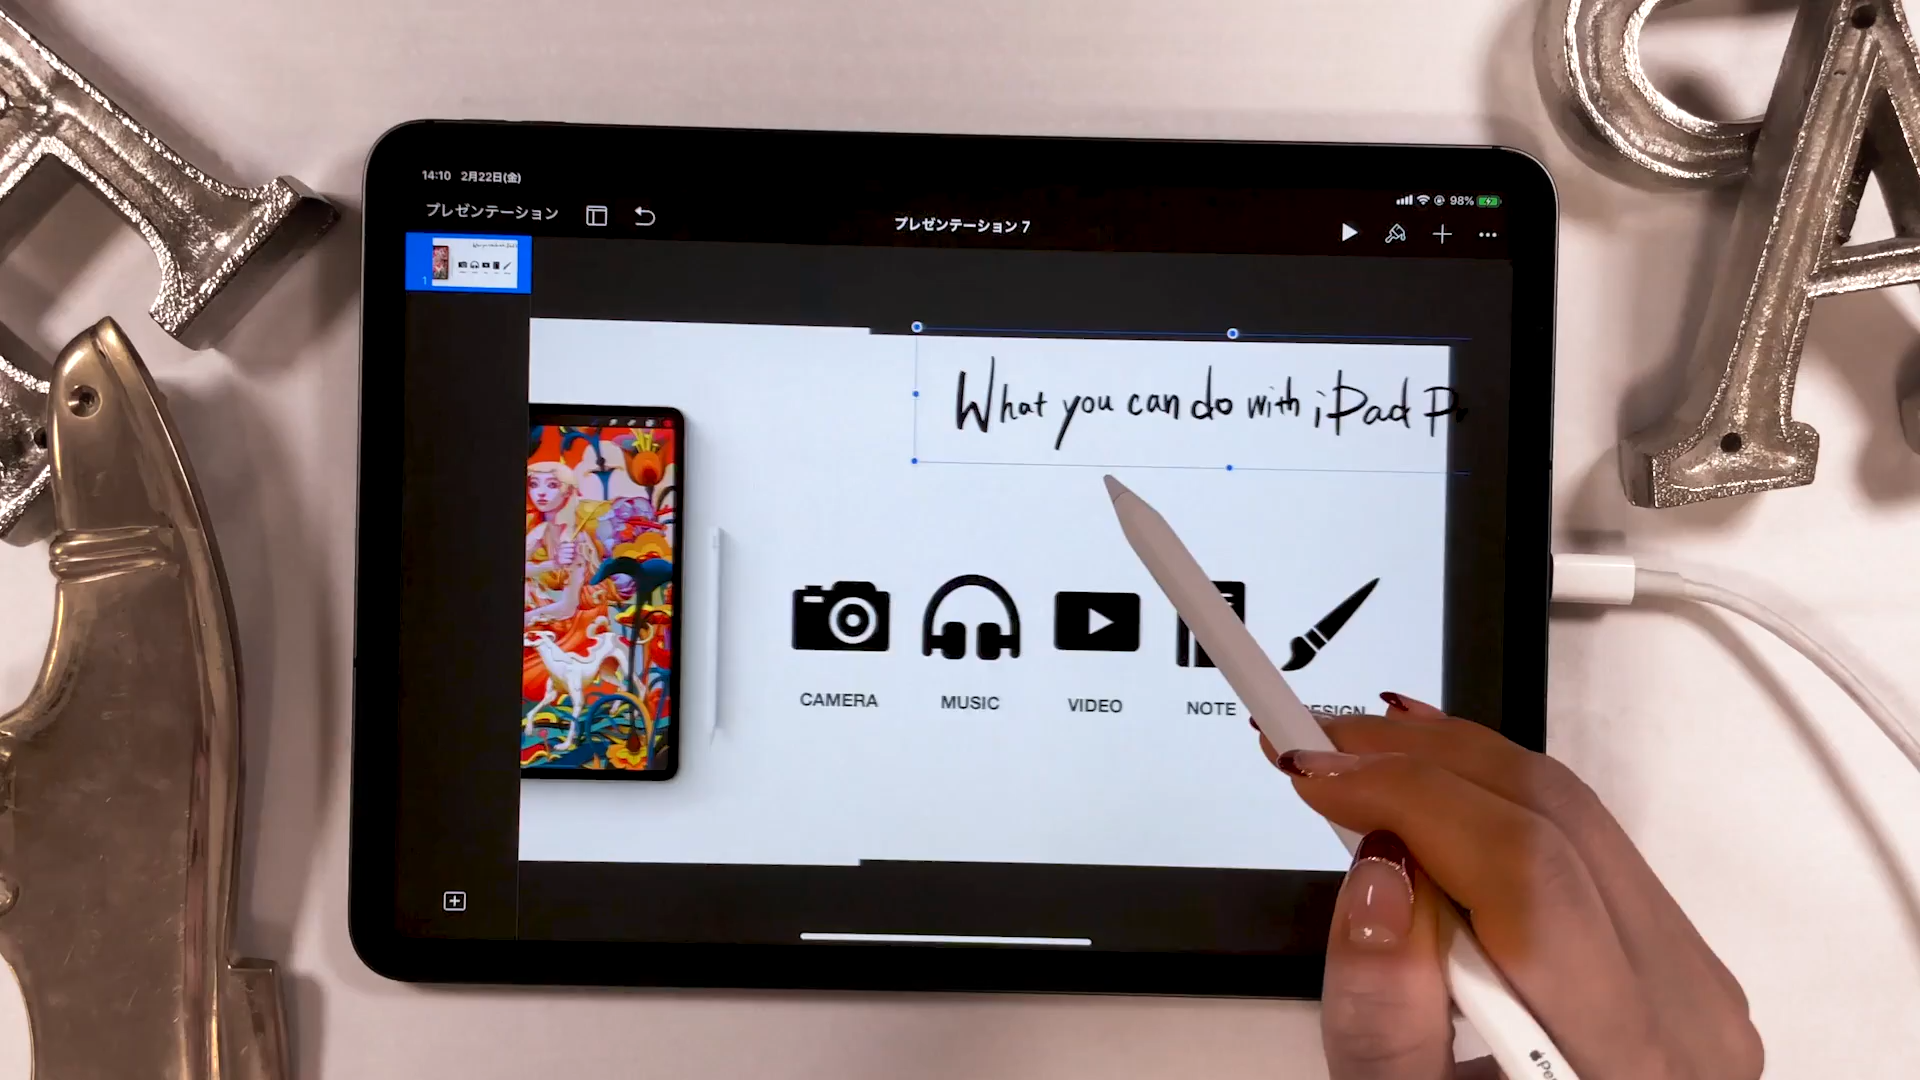 14:10 2月22日(金)
98%
プレゼンテーション
プレゼンテーション 7
1
What you can do with iPad
CAMERA
MUSIC
VIDEO
NOTE